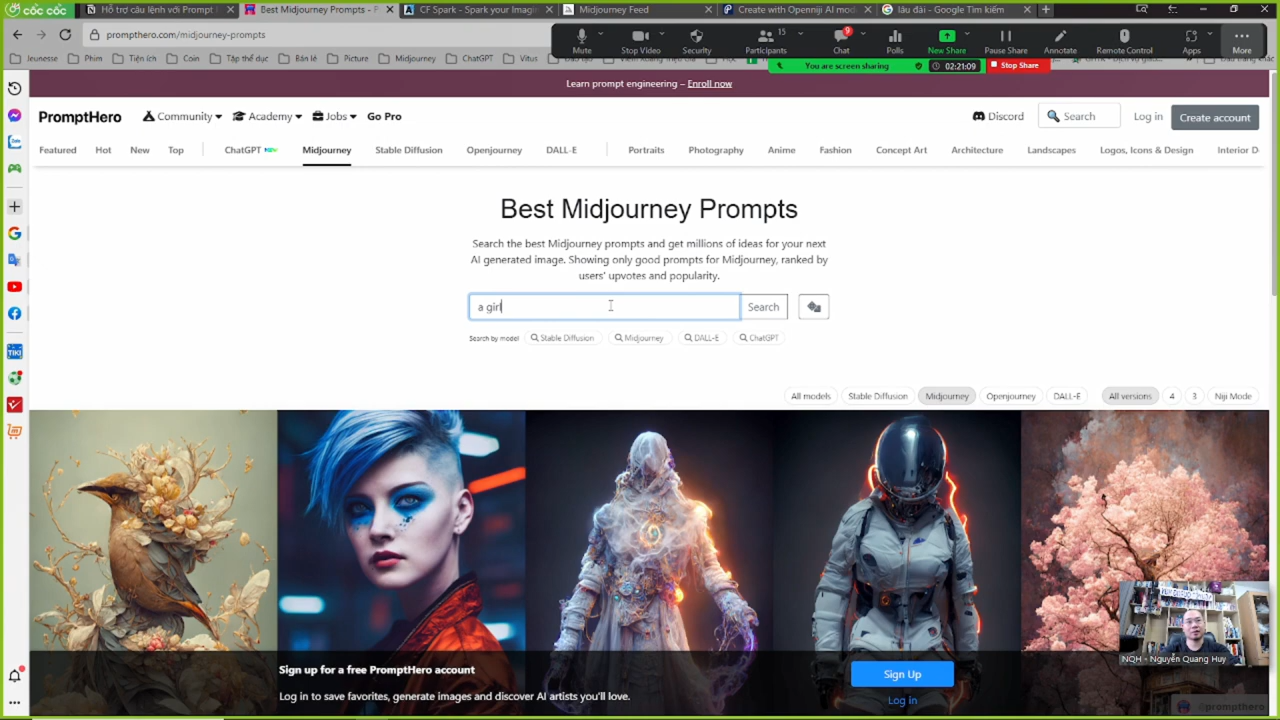 cốc cốc
Hỗ trợ câu lệnh với Prompt
Best Midjourney Prompts - P
CF Spark - Spark your Imagin
Midjourney Feed
Create with Openniji AI mod
lâu đài - Google Tìm kiếm
prompthero.com/midjourney-prompts
Mute
Stop Video
Security
Participants
15
Chat
9
Polls
New Share
Pause Share
Annotate
Remote Control
Apps
More
Jeunesse
Phim
Tiện ích
Coin
Tập thể dục
Bán lẻ
Picture
Midjourney
ChatGPT
Vitus
You are screen sharing
02:21:09
Stop Share
Learn prompt engineering – Enroll now
PromptHero
Community
Academy
Jobs
Go Pro
Discord
Search
Log in
Create account
Featured
Hot
New
Top
ChatGPT
Midjourney
Stable Diffusion
Openjourney
DALL-E
Portraits
Photography
Anime
Fashion
Concept Art
Architecture
Landscapes
Logos, Icons & Design
Interior D
Best Midjourney Prompts
Search the best Midjourney prompts and get millions of ideas for your next
AI generated image. Showing only good prompts for Midjourney, ranked by
users' upvotes and popularity.
a girl
Search
Search by model
Stable Diffusion
Midjourney
DALL-E
ChatGPT
All models
Stable Diffusion
Midjourney
Openjourney
DALL-E
All versions
4
3
Niji Mode
Sign up for a free PromptHero account
Log in to save favorites, generate images and discover AI artists you'll love.
Sign Up
Log in
NQH - Nguyễn Quang Huy
@prompthero